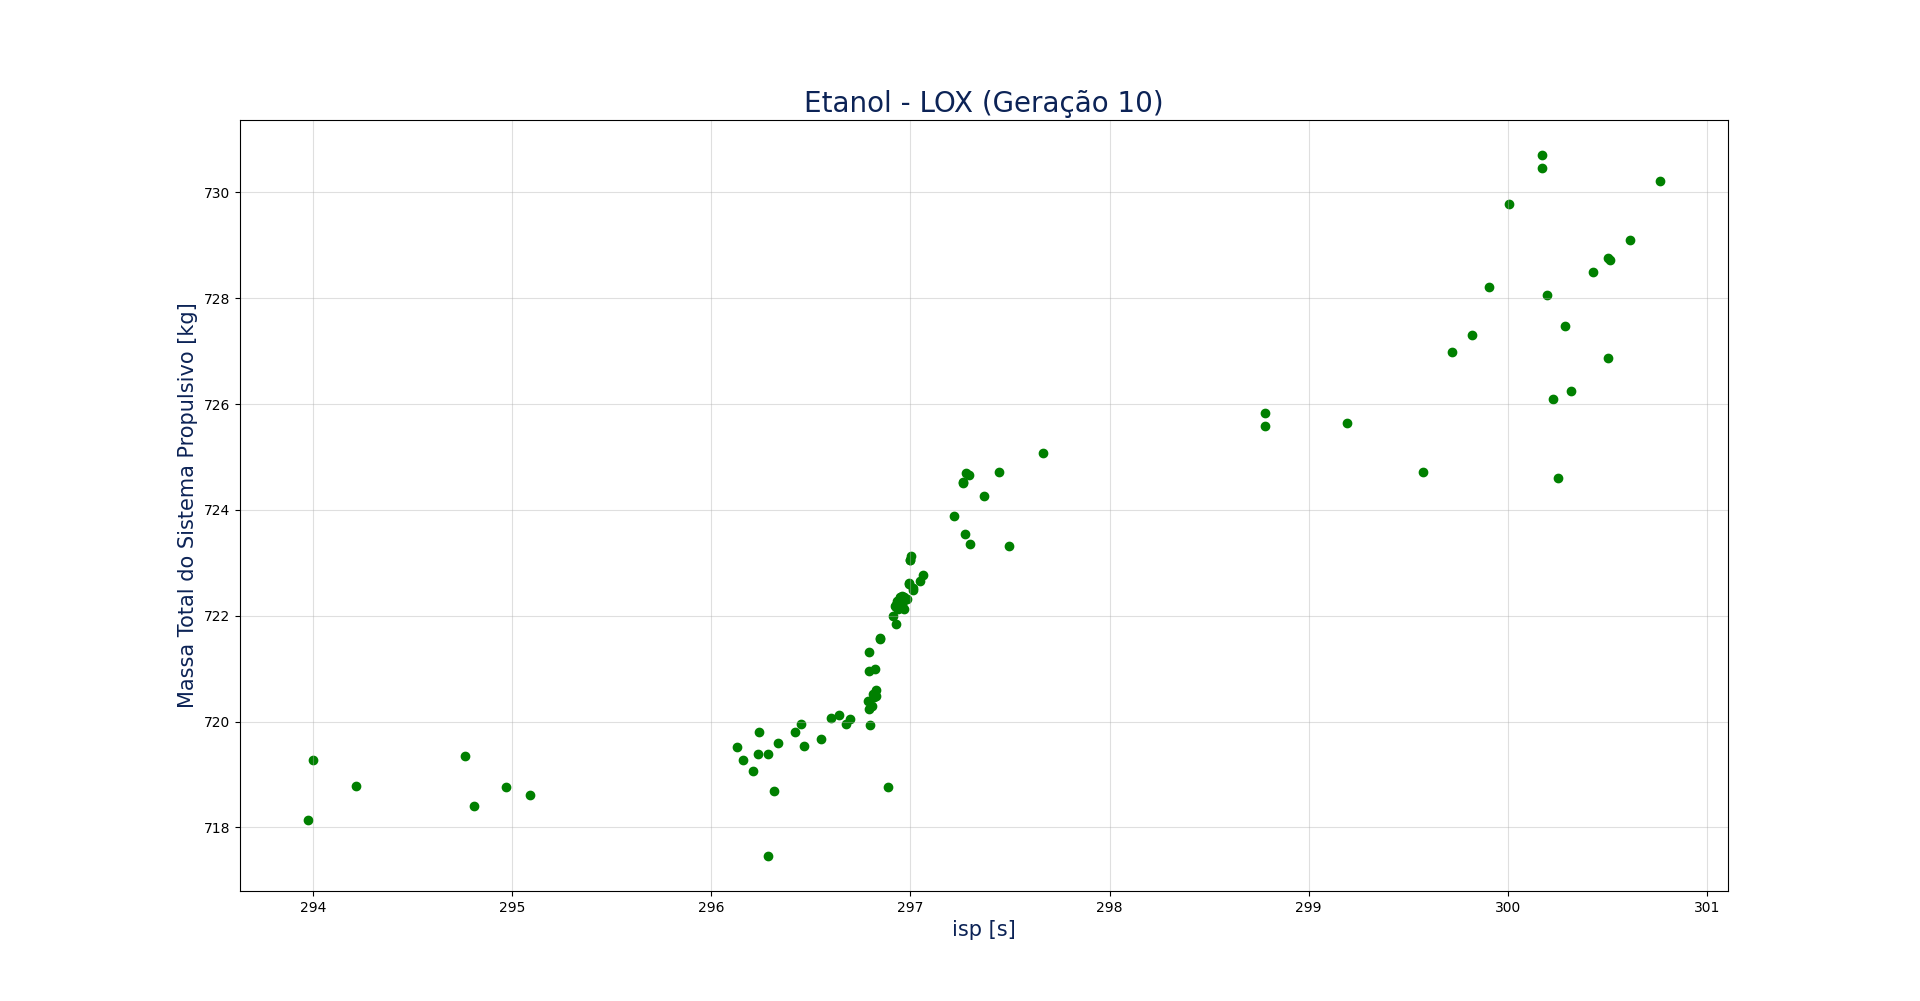 Etanol - LOX (Geração 10)
Massa Total do Sistema Propulsivo [kg]
730
728
726
724
722
720
718
294 295 296 297 298 299 300 301
isp [s]